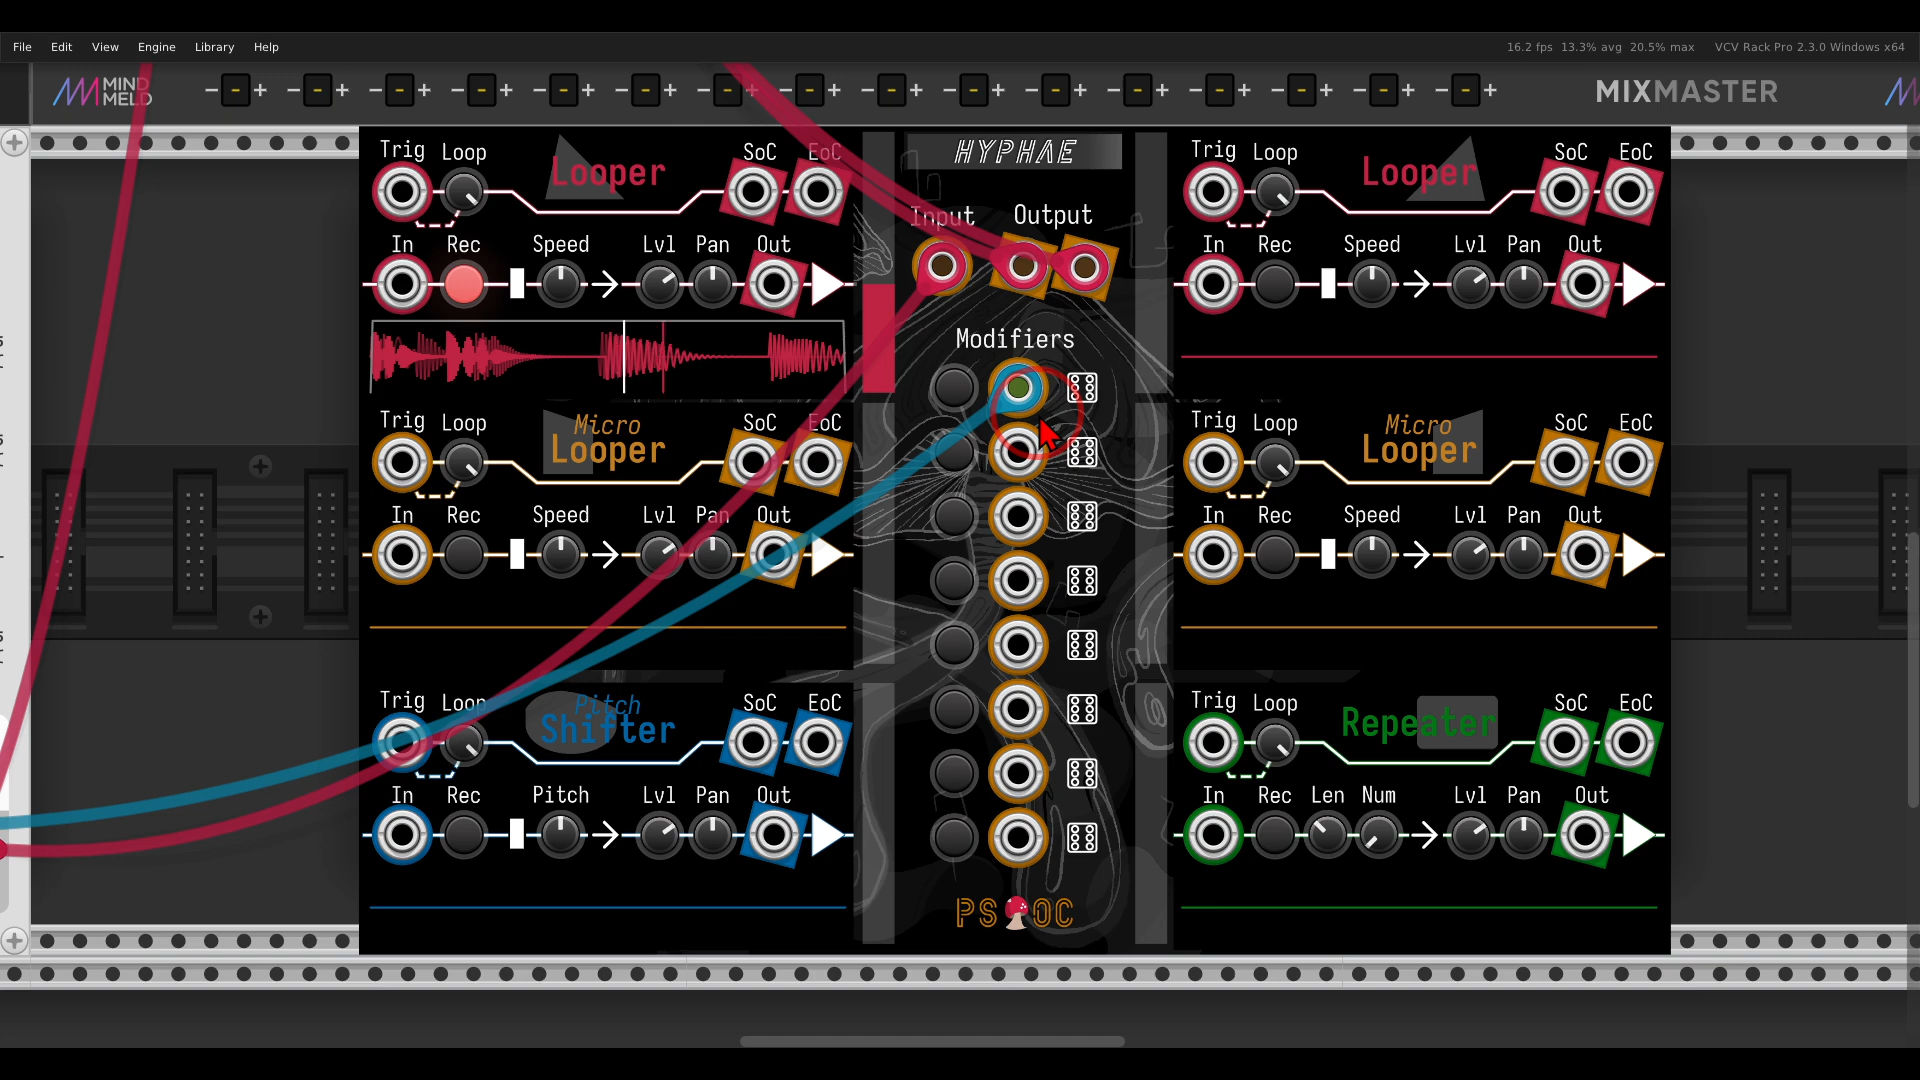 File Edit View Engine Library Help
16.2 fps 13.3% avg 20.5% max VCV Rack Pro 2.3.0 Windows x64
MIND MELD
MIXMASTER
Trig Loop Looper SoC EoC
In Rec Speed Lvl Pan Out
Micro
Trig Loop Looper SoC EoC
In Rec Speed Lvl Pan Out
Pitch
Trig Loop Shifter SoC EoC
In Rec Pitch Lvl Pan Out
HYPHAE
Input Output
Modifiers
PS OC
Trig Loop Looper SoC EoC
In Rec Speed Lvl Pan Out
Micro
Trig Loop Looper SoC EoC
In Rec Speed Lvl Pan Out
Trig Loop Repeater SoC EoC
In Rec Len Num Lvl Pan Out